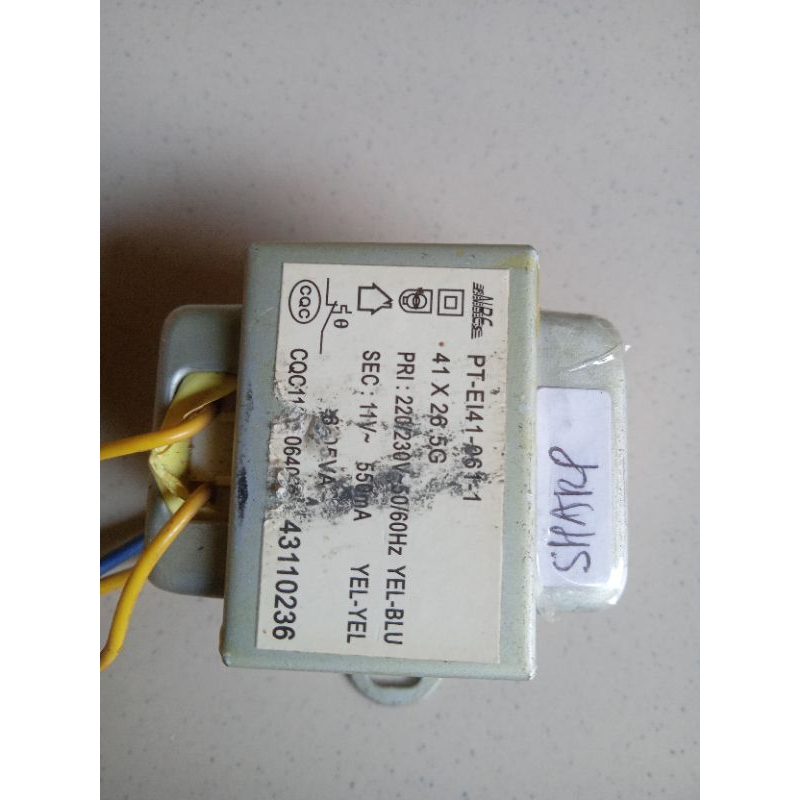 PT-EI41-961-1
41 X 26.5G
PRI : 220/230V~50/60Hz YEL-BLU
SEC : 11V~ 550mA YEL-YEL
θ
CQC
43110236
SHARP